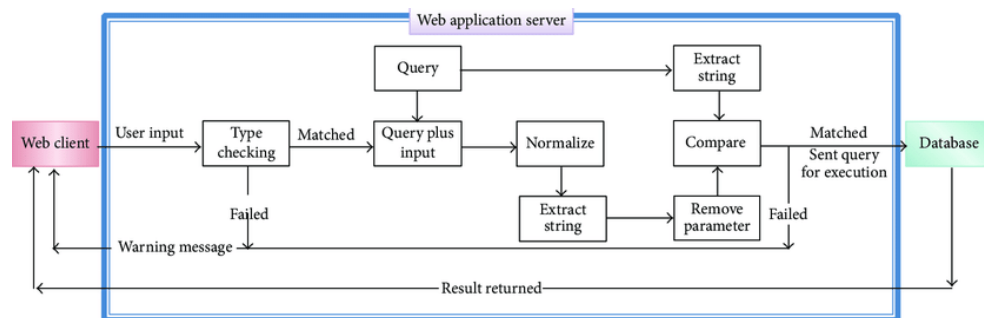 Web application server
Query
Extract
string
Web client
User input
Type
checking
Matched
Query plus
input
Normalize
Compare
Matched
Sent query
for execution
Database
Failed
Extract
string
Remove
parameter
Failed
Warning message
Result returned